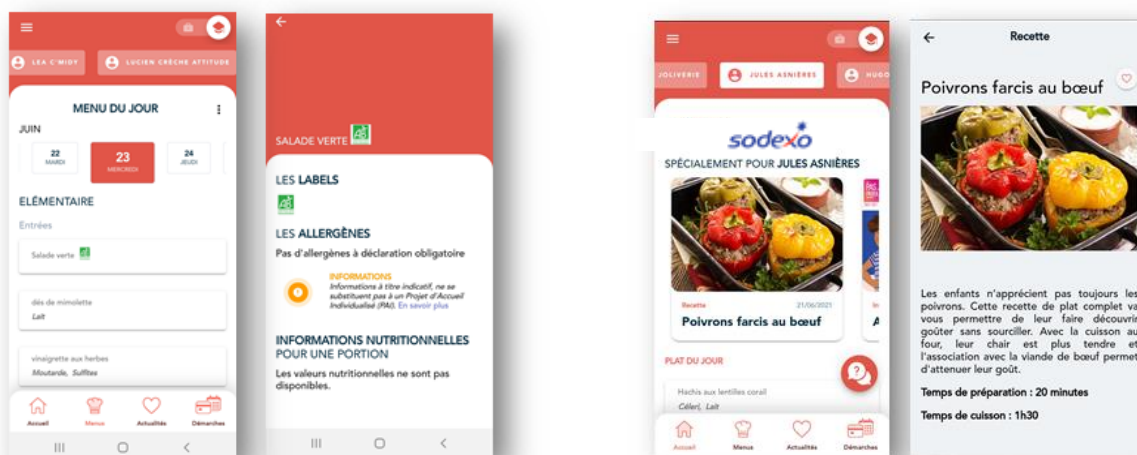 LEA C'MIDY
LUCIEN CRÈCHE ATTITUDE
MENU DU JOUR
JUIN
22
MARDI
23
MERCREDI
24
JEUDI
ELÉMENTAIRE
Entrées
Salade verte AB
dés de mimolette
Lait
vinaigrette aux herbes
Moutarde, Sulfites
Accueil
Menus
Actualités
Démarches
SALADE VERTE AB
LES LABELS
AB
LES ALLERGÈNES
Pas d'allergènes à déclaration obligatoire
INFORMATIONS
Informations à titre indicatif, ne se
substituent pas à un Projet d'Accueil
Individualisé (PAI). En savoir plus
INFORMATIONS NUTRITIONNELLES
POUR UNE PORTION
Les valeurs nutritionnelles ne sont pas
disponibles.
JOLIVERIE
JULES ASNIÈRES
HUGO
sodexo
SPÉCIALEMENT POUR JULES ASNIÈRES
Recette
21/06/2021
Poivrons farcis au bœuf
A
PLAT DU JOUR
Hachis aux lentilles corail
Céleri, Lait
?
Accueil
Menus
Actualités
Démarches
Recette
Poivrons farcis au bœuf
Les enfants n'apprécient pas toujours les
poivrons. Cette recette de plat complet va
vous permettre de leur faire découvrir
goûter sans sourciller. Avec la cuisson au
four, leur chair est plus tendre et
l'association avec la viande de bœuf permet
d'attenuer leur goût.
Temps de préparation : 20 minutes
Temps de cuisson : 1h30